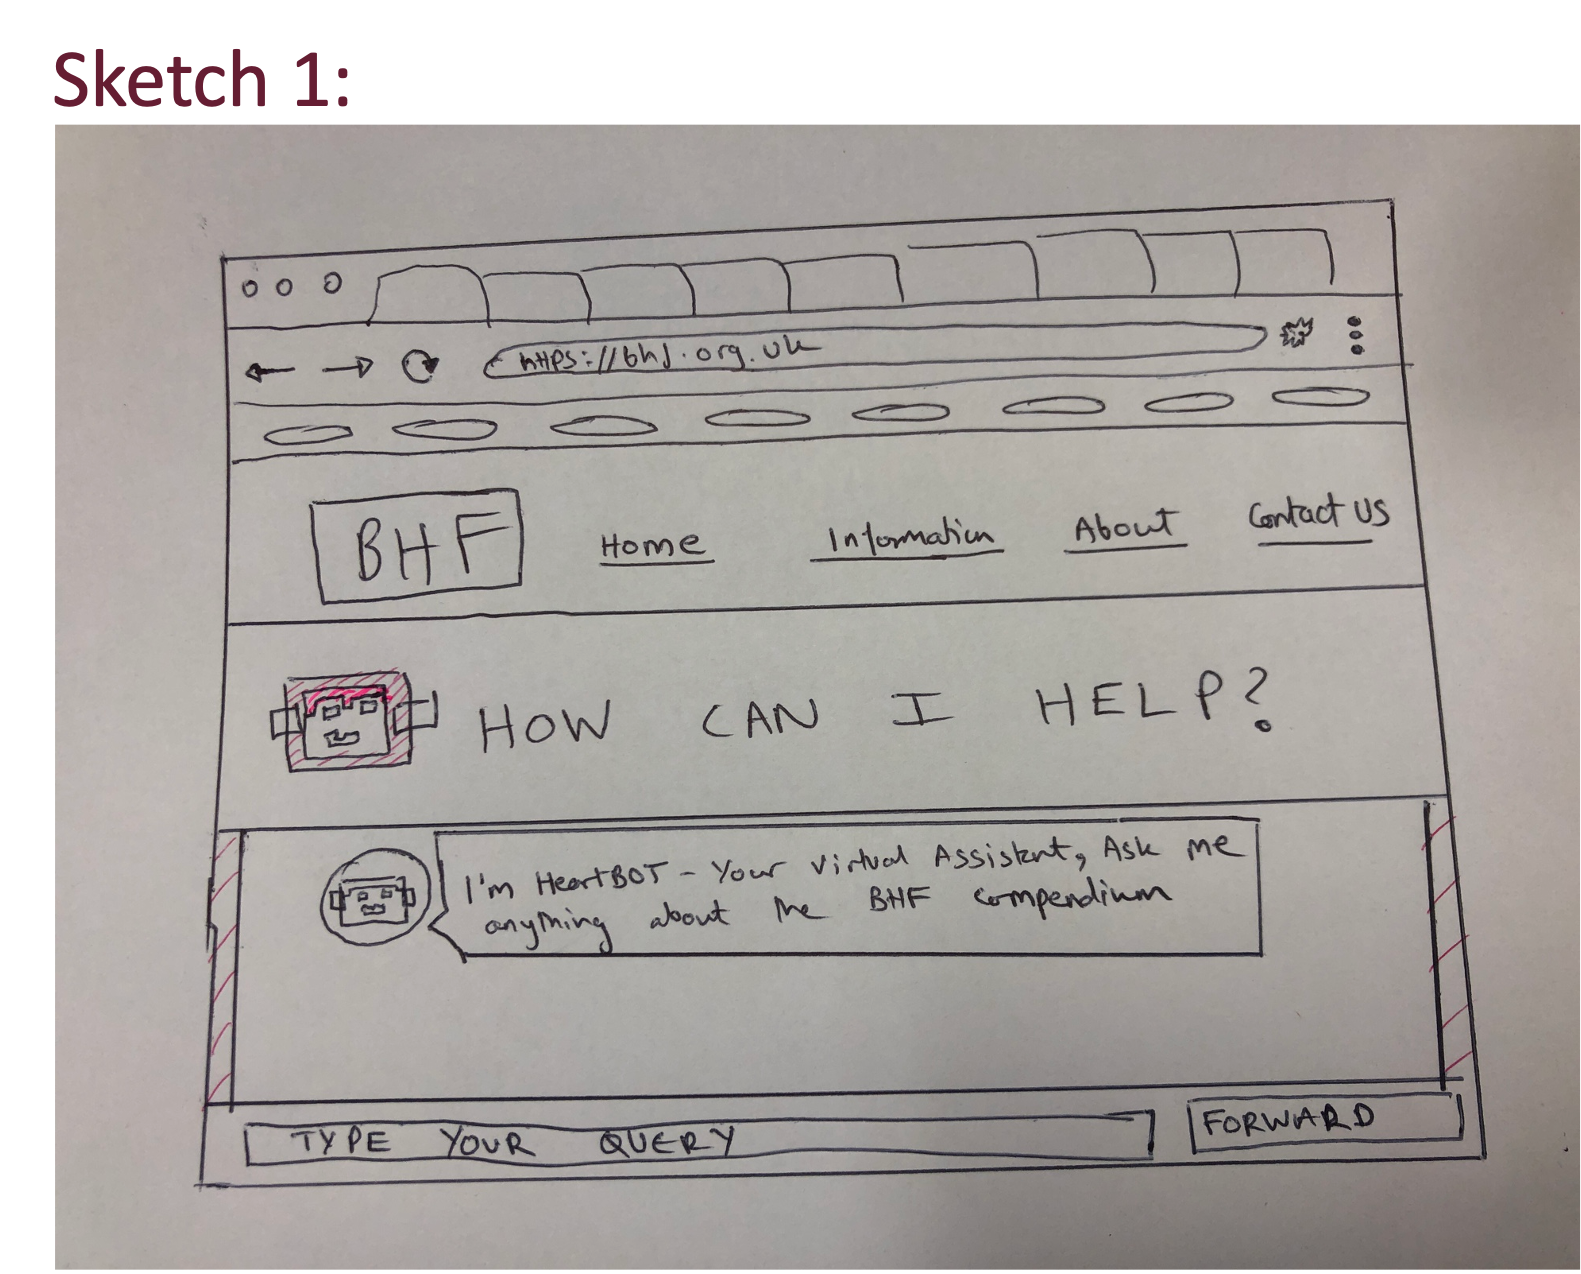 Sketch 1:
https://bhf.org.uk
BHF
Home
Information
About
Contact Us
HOW CAN I HELP?
I'm HeartBOT - Your Virtual Assistant, Ask me
anything about the BHF compendium
TYPE YOUR QUERY
FORWARD